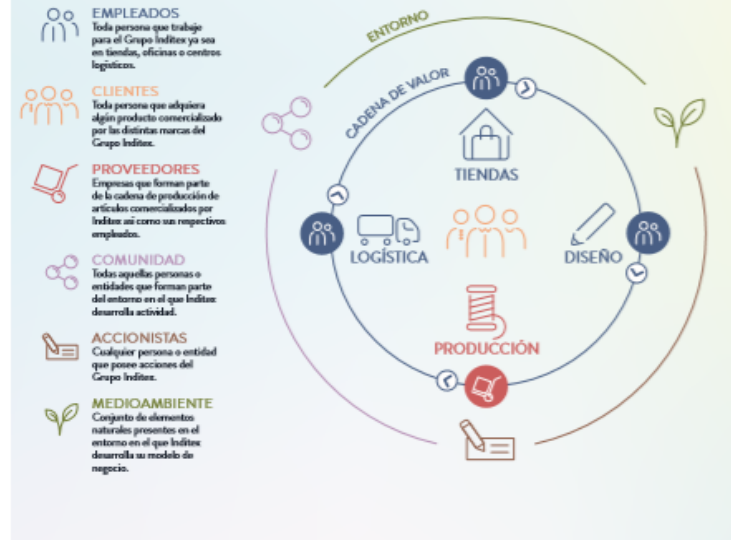 EMPLEADOS
Toda persona que trabaje
para el Grupo Inditex ya sea
en tiendas, oficinas o centros
logísticos.
CLIENTES
Toda persona que adquiera
algún producto comercializado
por las distintas marcas del
Grupo Inditex.
PROVEEDORES
Empresas que forman parte
de la cadena de producción de
artículos comercializados por
Inditex así como sus respectivos
empleados.
COMUNIDAD
Todas aquellas personas o
entidades que forman parte
del entorno en el que Inditex
desarrolla actividad.
ACCIONISTAS
Cualquier persona o entidad
que posee acciones del
Grupo Inditex.
MEDIOAMBIENTE
Conjunto de elementos
naturales presentes en el
entorno en el que Inditex
desarrolla su modelo de
negocio.
ENTORNO
CADENA DE VALOR
TIENDAS
LOGÍSTICA
DISEÑO
PRODUCCIÓN